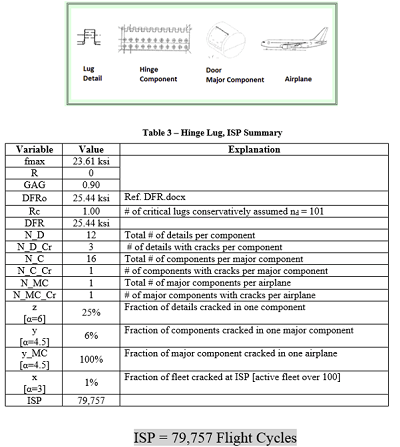 Lug
Detail
Hinge
Component
Door
Major Component
Airplane
Table 3 – Hinge Lug, ISP Summary
Variable Value Explanation
fmax 23.61 ksi
R 0
GAG 0.90
DFRo 25.44 ksi Ref. DFR.docx
Rc 1.00 # of critical lugs conservatively assumed nd = 101
DFR 25.44 ksi
N_D 12 Total # of details per component
N_D_Cr 3 # of details with cracks per component
N_C 16 Total # of components per major component
N_C_Cr 1 # of components with cracks per major component
N_MC 1 Total # of major components per airplane
N_MC_Cr 1 # of major components with cracks per airplane
z
[α=6] 25% Fraction of details cracked in one component
y
[α=4.5] 6% Fraction of components cracked in one major component
y_MC
[α=4.5] 100% Fraction of major component cracked in one airplane
x
[α=3] 1% Fraction of fleet cracked at ISP [active fleet over 100]
ISP 79,757
ISP = 79,757 Flight Cycles